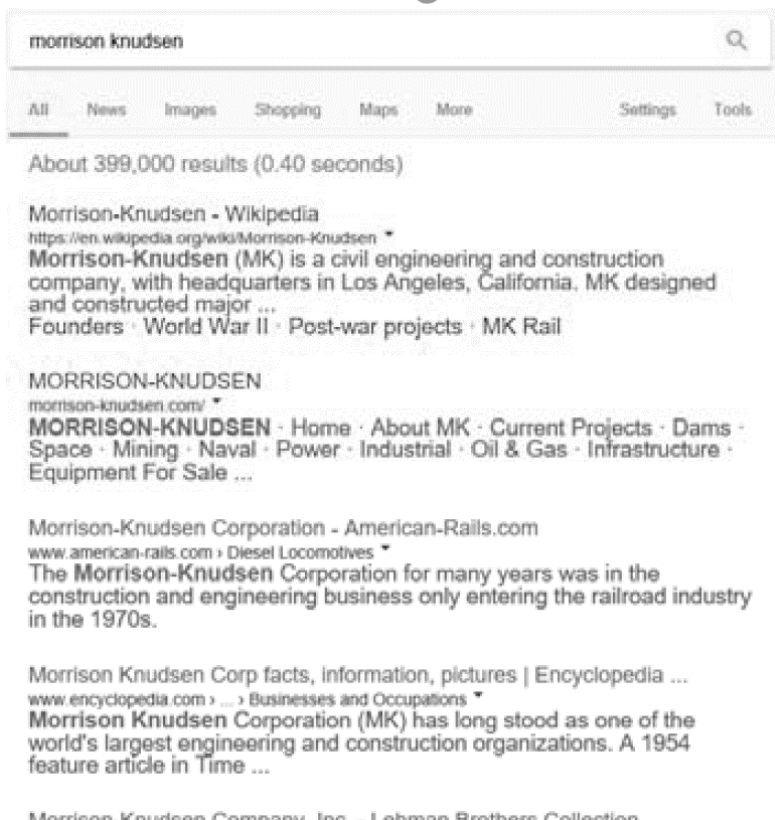 morrison knudsen
All News Images Shopping Maps More Settings Tools
About 399,000 results (0.40 seconds)
Morrison-Knudsen - Wikipedia
https://en.wikipedia.org/wiki/Morrison-Knudsen
Morrison-Knudsen (MK) is a civil engineering and construction
company, with headquarters in Los Angeles, California. MK designed
and constructed major ...
Founders · World War II · Post-war projects · MK Rail
MORRISON-KNUDSEN
morrison-knudsen.com/
MORRISON-KNUDSEN · Home · About MK · Current Projects · Dams ·
Space · Mining · Naval · Power · Industrial · Oil & Gas · Infrastructure ·
Equipment For Sale ...
Morrison-Knudsen Corporation - American-Rails.com
www.american-rails.com › Diesel Locomotives
The Morrison-Knudsen Corporation for many years was in the
construction and engineering business only entering the railroad industry
in the 1970s.
Morrison Knudsen Corp facts, information, pictures | Encyclopedia ...
www.encyclopedia.com › ... › Businesses and Occupations
Morrison Knudsen Corporation (MK) has long stood as one of the
world's largest engineering and construction organizations. A 1954
feature article in Time ...
Morrison-Knudsen Company, Inc. - Lehman Brothers Collection